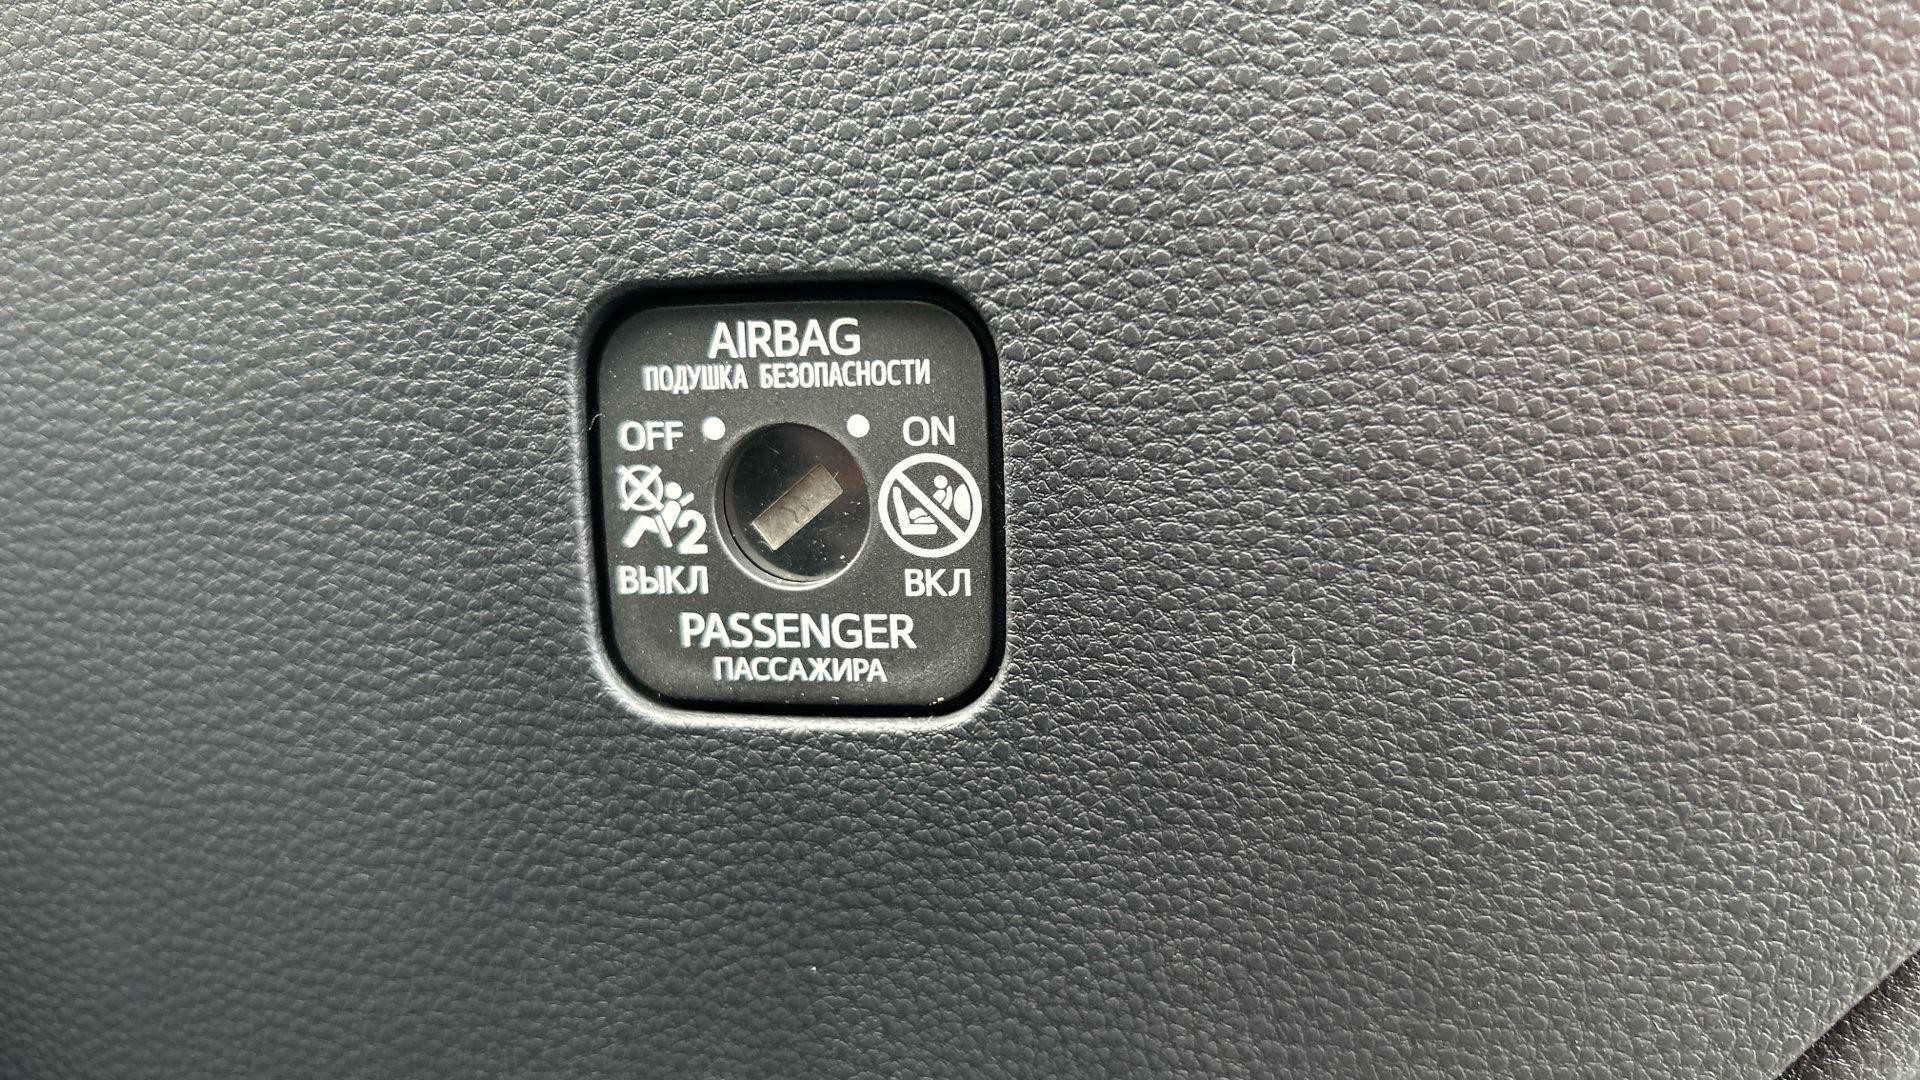 AIRBAG
ПОДУШКА БЕЗОПАСНОСТИ
OFF ON
2
ВЫКЛ ВКЛ
PASSENGER
ПАССАЖИРА